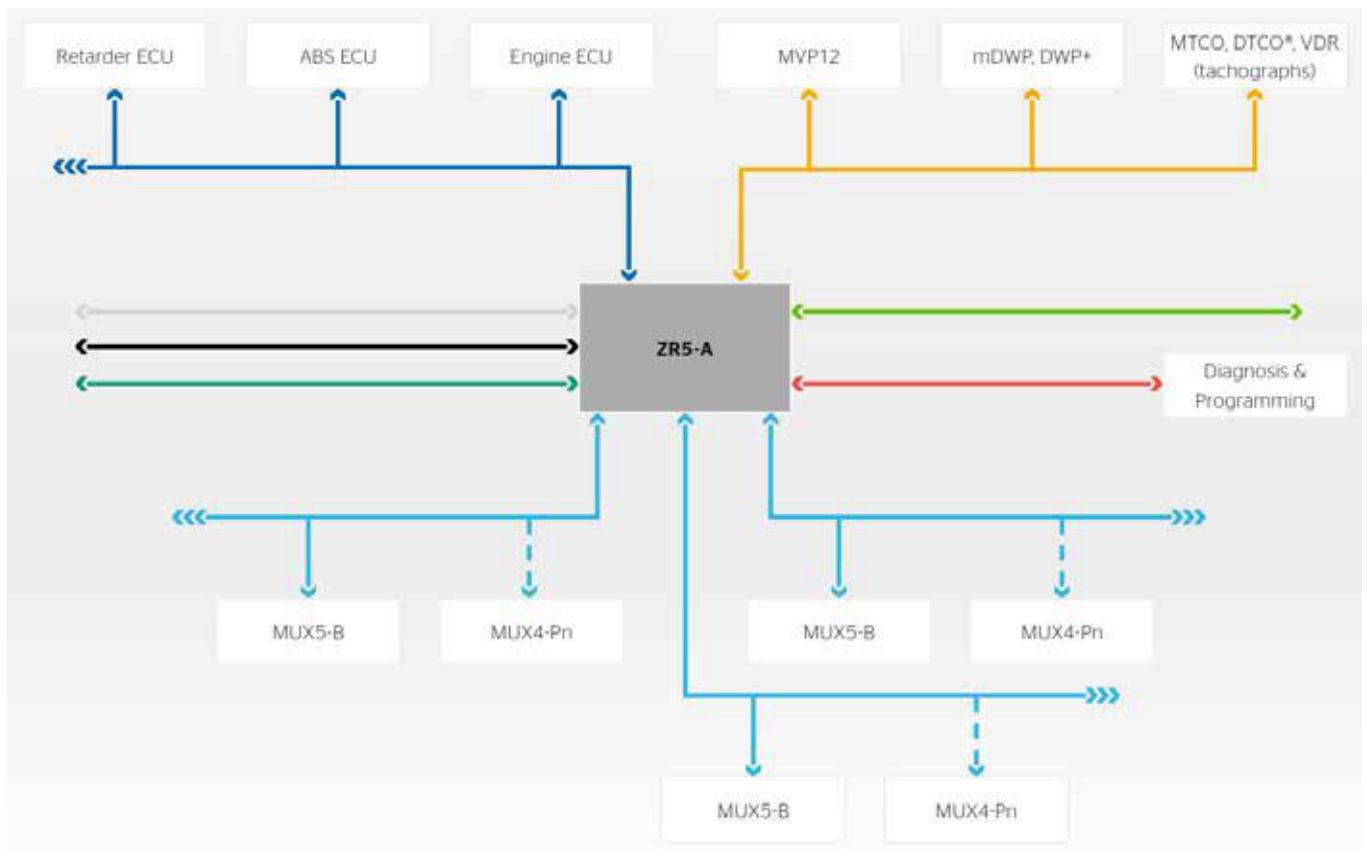 Retarder ECU
ABS ECU
Engine ECU
MVP12
mDWP, DWP+
MTCO, DTCO®, VDR
(tachographs)
ZR5-A
Diagnosis &
Programming
MUX5-B
MUX4-Pn
MUX5-B
MUX4-Pn
MUX5-B
MUX4-Pn